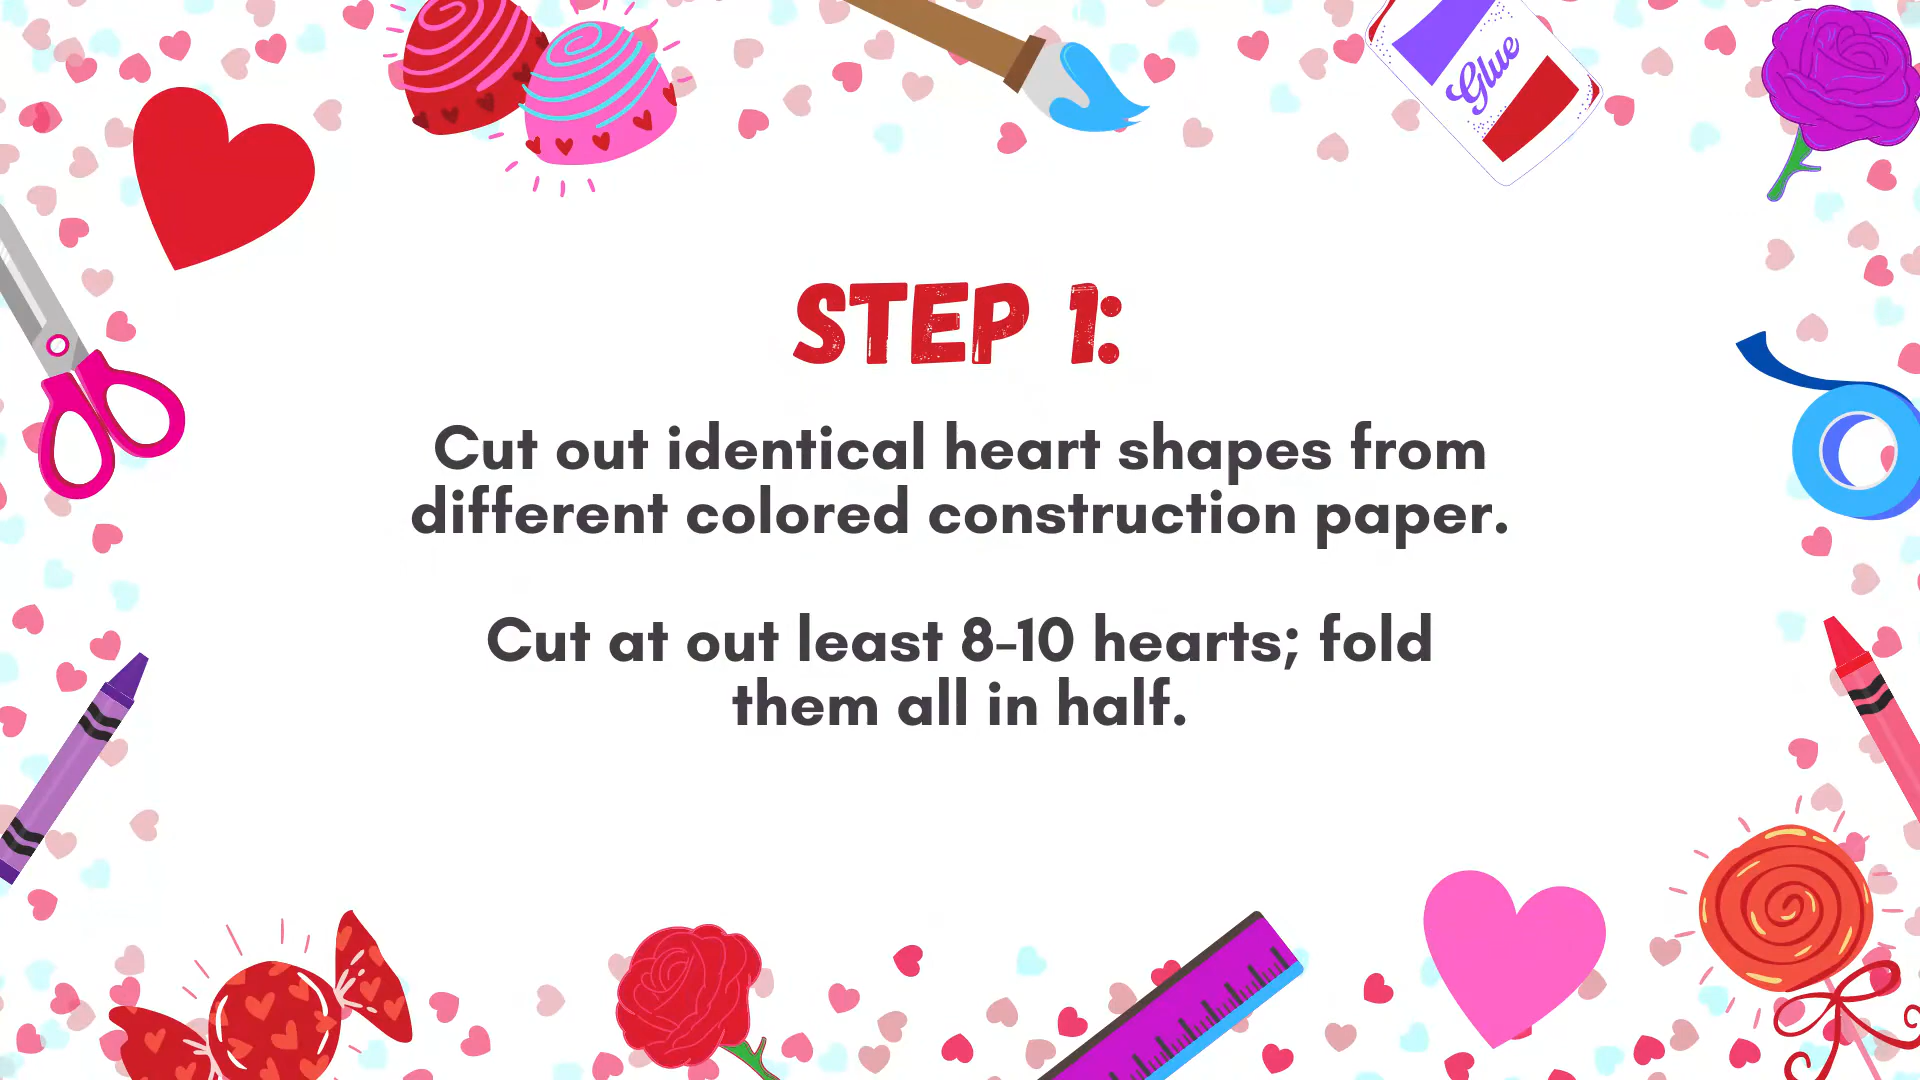 Glue
STEP 1:
Cut out identical heart shapes from
different colored construction paper.
Cut at out least 8-10 hearts; fold
them all in half.